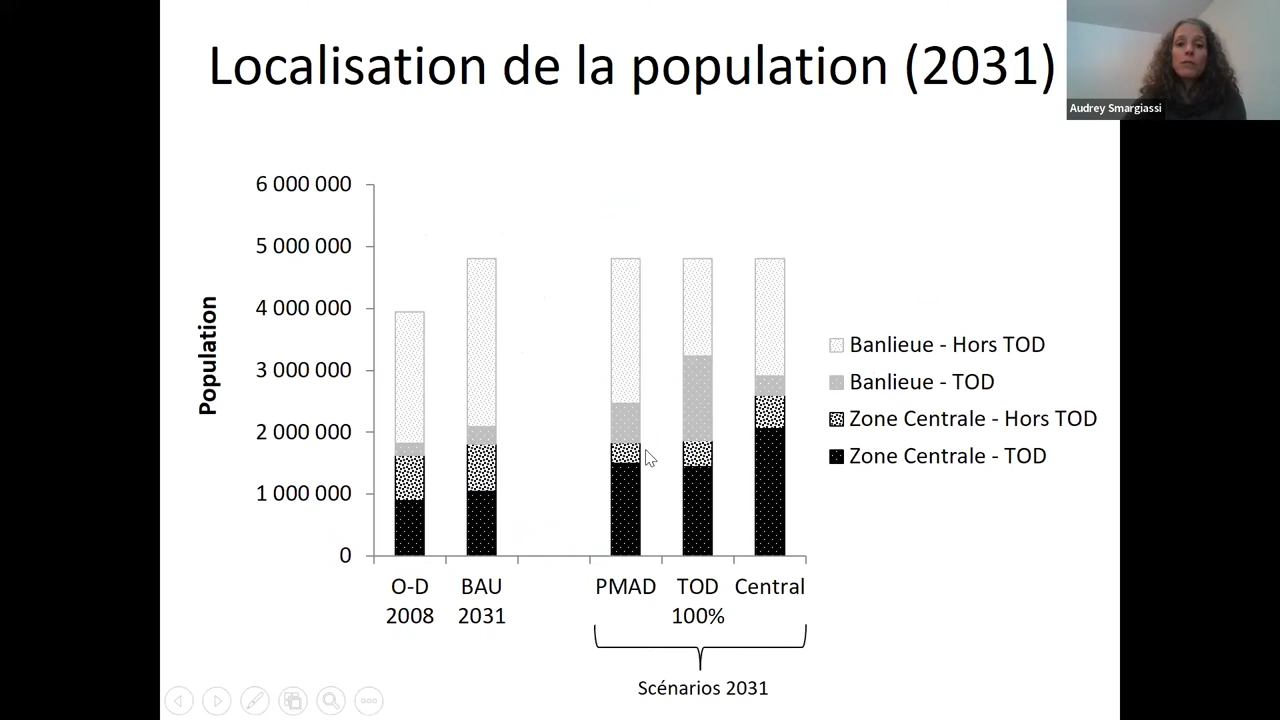 Localisation de la population (2031)
Audrey Smargiassi
Population
6 000 000
5 000 000
4 000 000
3 000 000
2 000 000
1 000 000
0
O-D
2008
BAU
2031
PMAD
TOD
100%
Central
Scénarios 2031
Banlieue - Hors TOD
Banlieue - TOD
Zone Centrale - Hors TOD
Zone Centrale - TOD